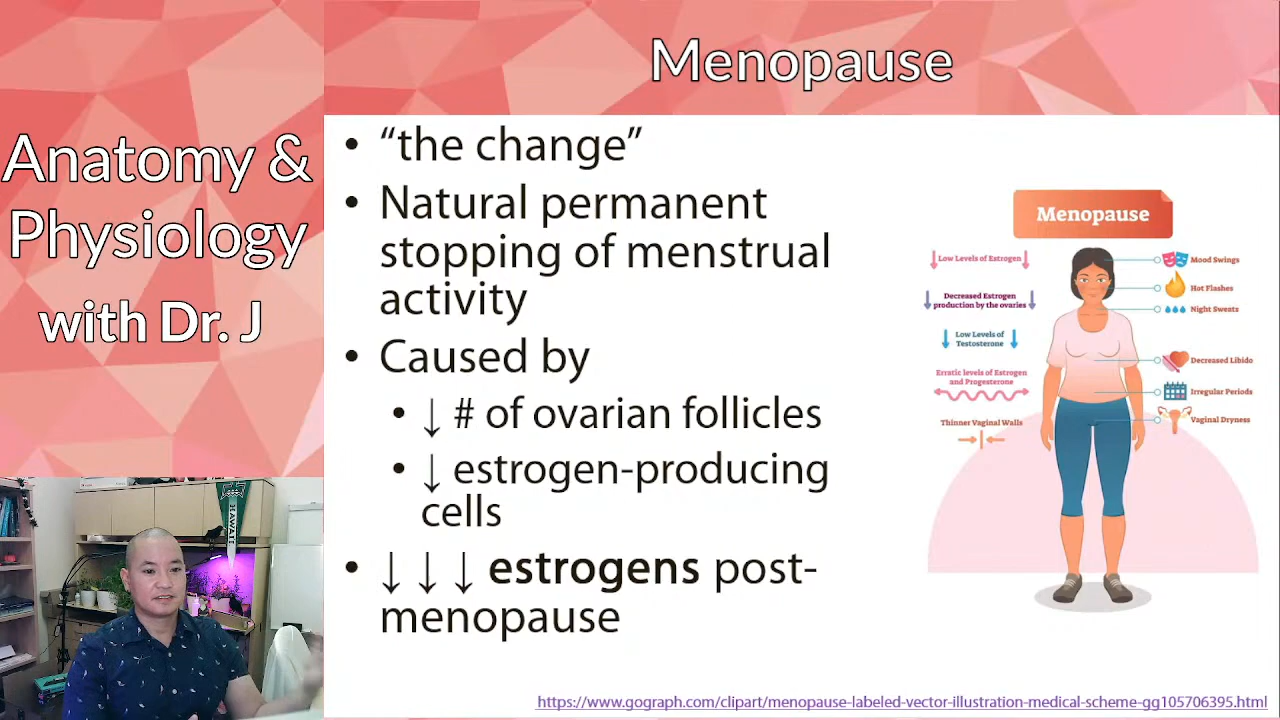 Menopause
Anatomy &
Physiology
with Dr. J
• “the change”
• Natural permanent
stopping of menstrual
activity
• Caused by
• ↓ # of ovarian follicles
• ↓ estrogen-producing
cells
• ↓ ↓ ↓ estrogens post-
menopause
Menopause
Low Levels of Estrogen
Decreased Estrogen
production by the ovaries
Low Levels of
Testosterone
Erratic levels of Estrogen
and Progesterone
Thinner Vaginal Walls
Mood Swings
Hot Flashes
Night Swents
Decreased Libido
Irregular Periods
Vaginal Dryness
HAWAI'I
https://www.gograph.com/clipart/menopause-labeled-vector-illustration-medical-scheme-gg105706395.html